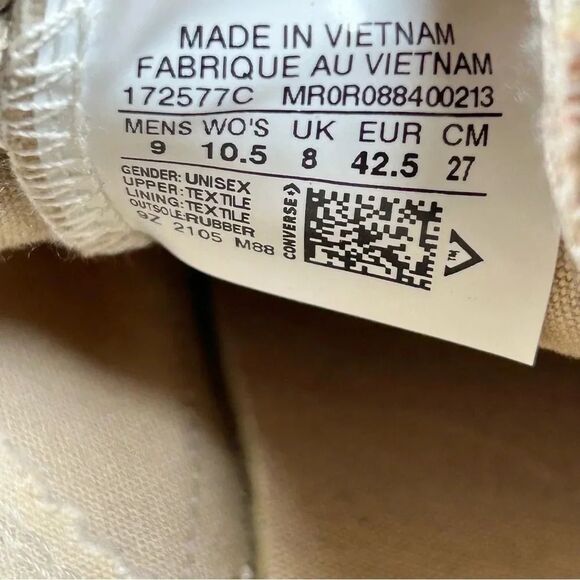 MADE IN VIETNAM
FABRIQUE AU VIETNAM
172577C MR0R088400213
MENS WO'S UK EUR CM
9 10.5 8 42.5 27
GENDER: UNISEX
UPPER: TEXTILE
LINING: TEXTILE
OUTSOLE:RUBBER
9Z 2105 M88
CONVERSE
TM